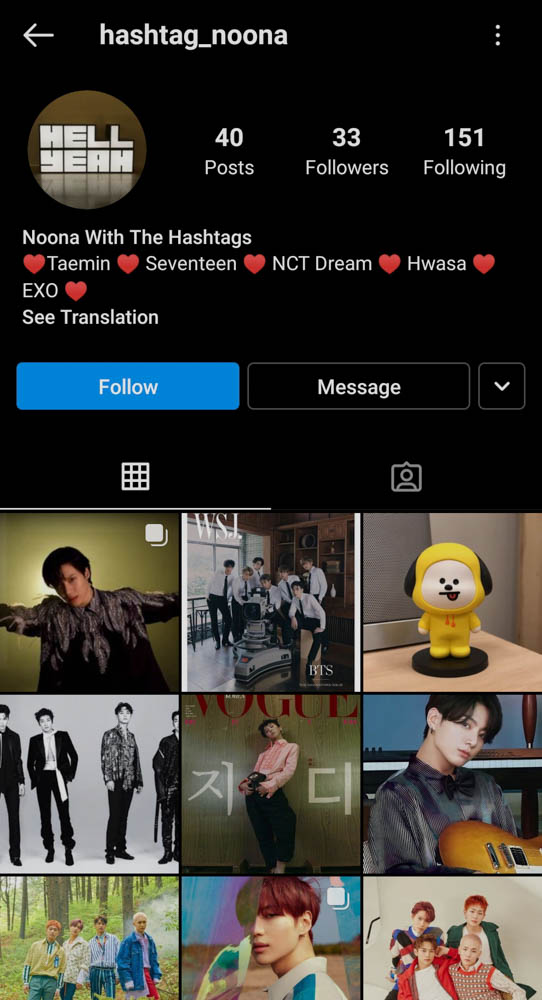 hashtag_noona
HELL
YEAH
40
33
151
Posts
Followers
Following
Noona With The Hashtags
❤️Taemin ❤️ Seventeen ❤️ NCT Dream ❤️ Hwasa ❤️
EXO ❤️
See Translation
Follow
Message
WSJ.
BTS
VOGUE
지 디